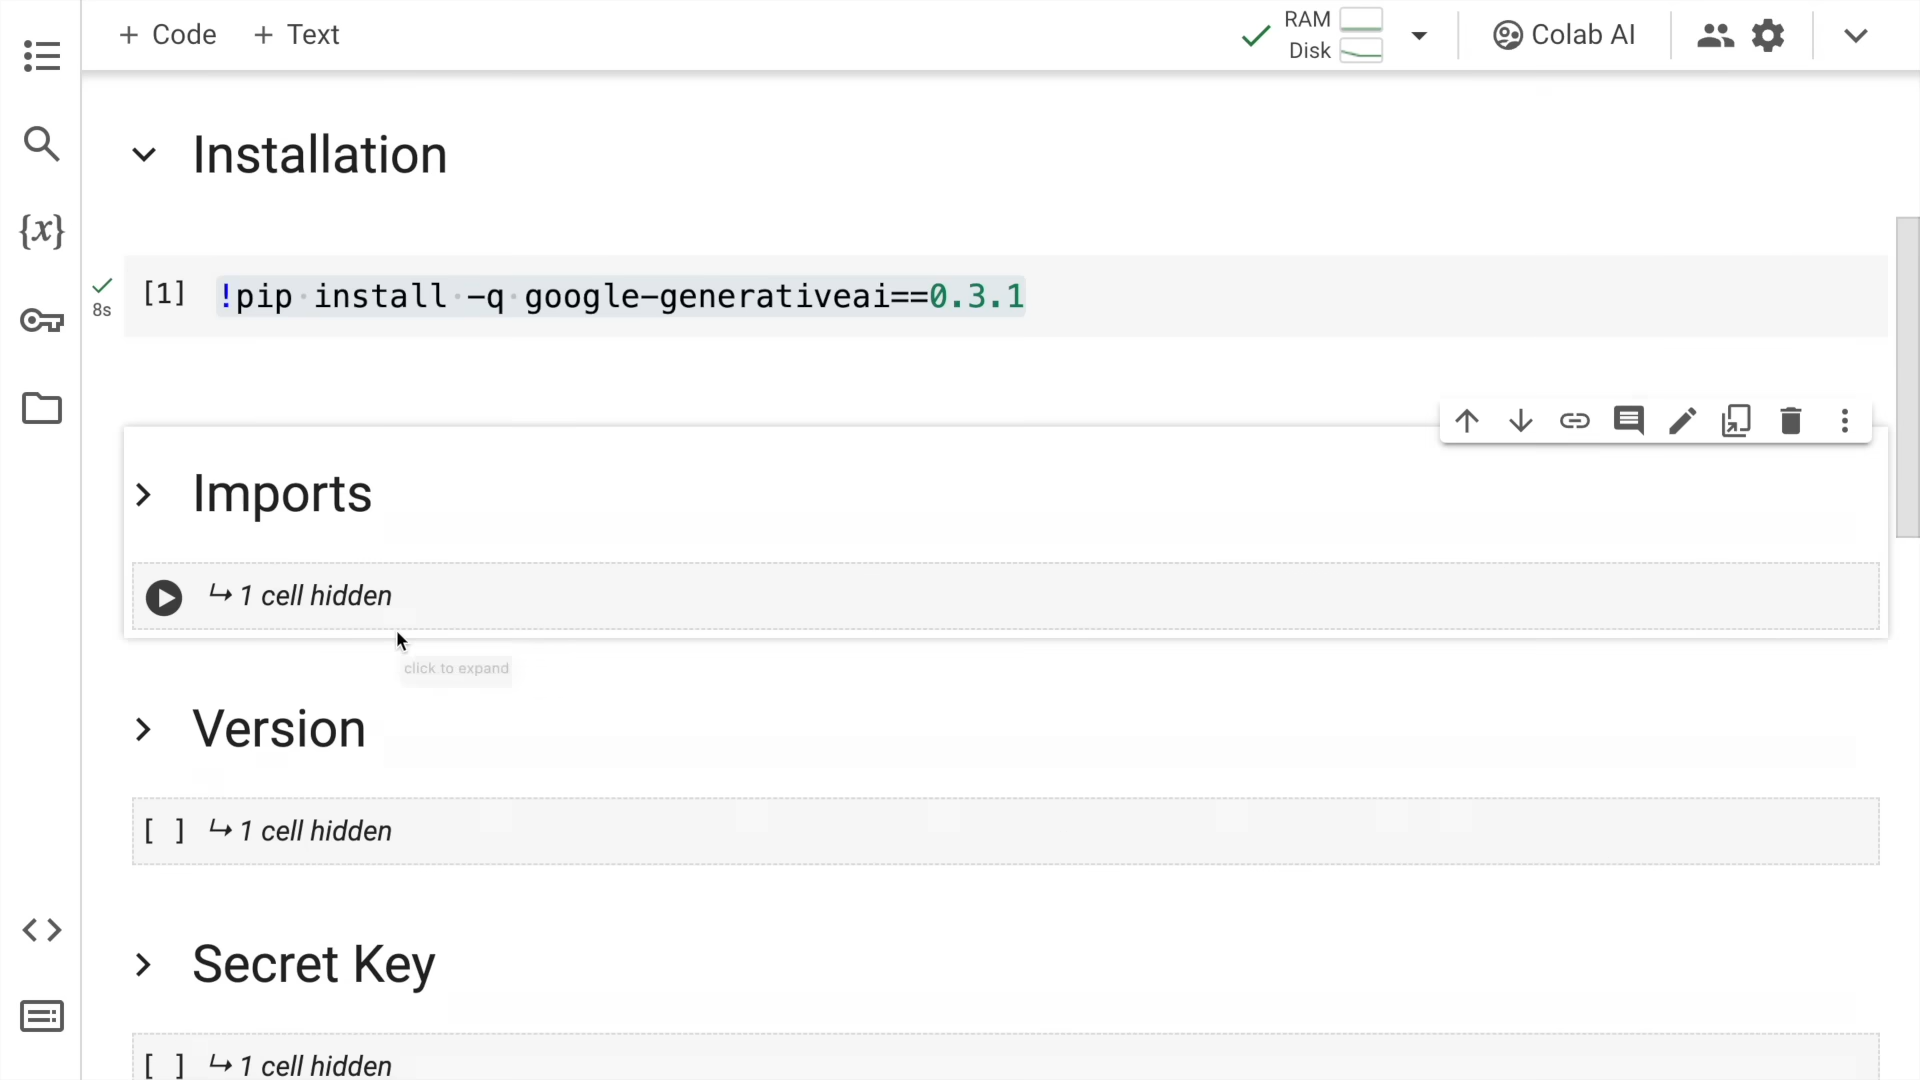 + Code + Text
RAM
Disk
Colab AI
{x}
Installation
8s
[1] !pip install -q google-generativeai==0.3.1
Imports
↳ 1 cell hidden
click to expand
Version
[ ] ↳ 1 cell hidden
Secret Key
[ ] ↳ 1 cell hidden